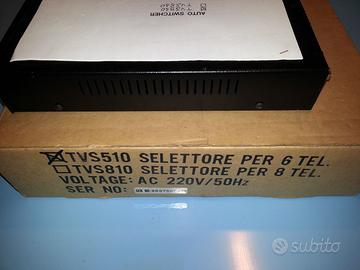 AUTO SWITCHER
TVS510 SELETTORE PER 6 TEL.
TVS810 SELETTORE PER 8 TEL.
VOLTAGE: AC 220V/50Hz
SER NO:
subito